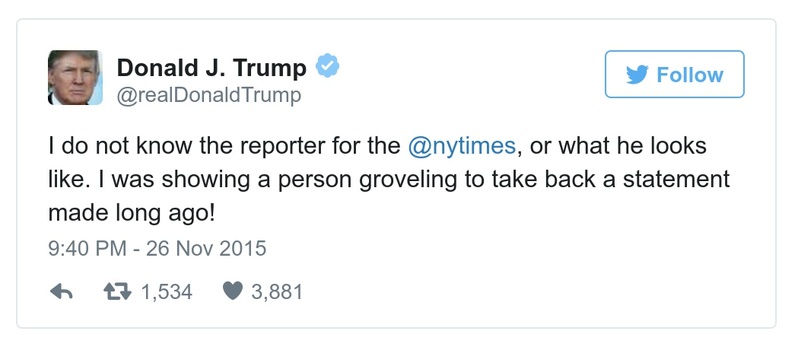 Donald J. Trump
@realDonaldTrump
Follow
I do not know the reporter for the @nytimes, or what he looks
like. I was showing a person groveling to take back a statement
made long ago!
9:40 PM - 26 Nov 2015
1,534 3,881